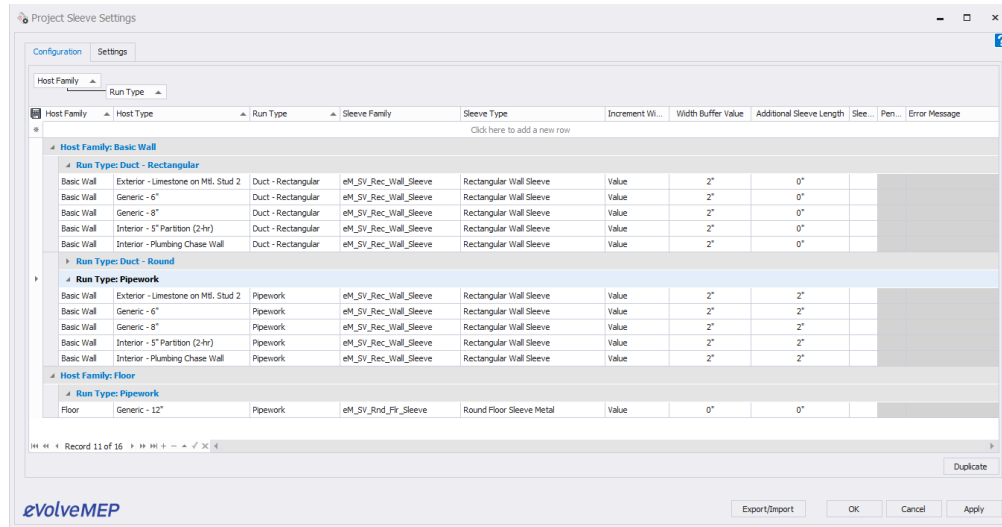 Project Sleeve Settings
?
Configuration Settings
Host Family
Run Type
Host Family Host Type Run Type Sleeve Family Sleeve Type Increment Wi... Width Buffer Value Additional Sleeve Length Slee... Pen... Error Message
Click here to add a new row
Host Family: Basic Wall
Run Type: Duct - Rectangular
Basic Wall Exterior - Limestone on Mtl. Stud 2 Duct - Rectangular eM_SV_Rec_Wall_Sleeve Rectangular Wall Sleeve Value 2" 0"
Basic Wall Generic - 6" Duct - Rectangular eM_SV_Rec_Wall_Sleeve Rectangular Wall Sleeve Value 2" 0"
Basic Wall Generic - 8" Duct - Rectangular eM_SV_Rec_Wall_Sleeve Rectangular Wall Sleeve Value 2" 0"
Basic Wall Interior - 5" Partition (2-hr) Duct - Rectangular eM_SV_Rec_Wall_Sleeve Rectangular Wall Sleeve Value 2" 0"
Basic Wall Interior - Plumbing Chase Wall Duct - Rectangular eM_SV_Rec_Wall_Sleeve Rectangular Wall Sleeve Value 2" 0"
Run Type: Duct - Round
Run Type: Pipework
Basic Wall Exterior - Limestone on Mtl. Stud 2 Pipework eM_SV_Rec_Wall_Sleeve Rectangular Wall Sleeve Value 2" 2"
Basic Wall Generic - 6" Pipework eM_SV_Rec_Wall_Sleeve Rectangular Wall Sleeve Value 2" 2"
Basic Wall Generic - 8" Pipework eM_SV_Rec_Wall_Sleeve Rectangular Wall Sleeve Value 2" 2"
Basic Wall Interior - 5" Partition (2-hr) Pipework eM_SV_Rec_Wall_Sleeve Rectangular Wall Sleeve Value 2" 2"
Basic Wall Interior - Plumbing Chase Wall Pipework eM_SV_Rec_Wall_Sleeve Rectangular Wall Sleeve Value 2" 2"
Host Family: Floor
Run Type: Pipework
Floor Generic - 12" Pipework eM_SV_Rnd_Flr_Sleeve Round Floor Sleeve Metal Value 0" 0"
Record 11 of 16
Duplicate
eVolveMEP Export/Import OK Cancel Apply